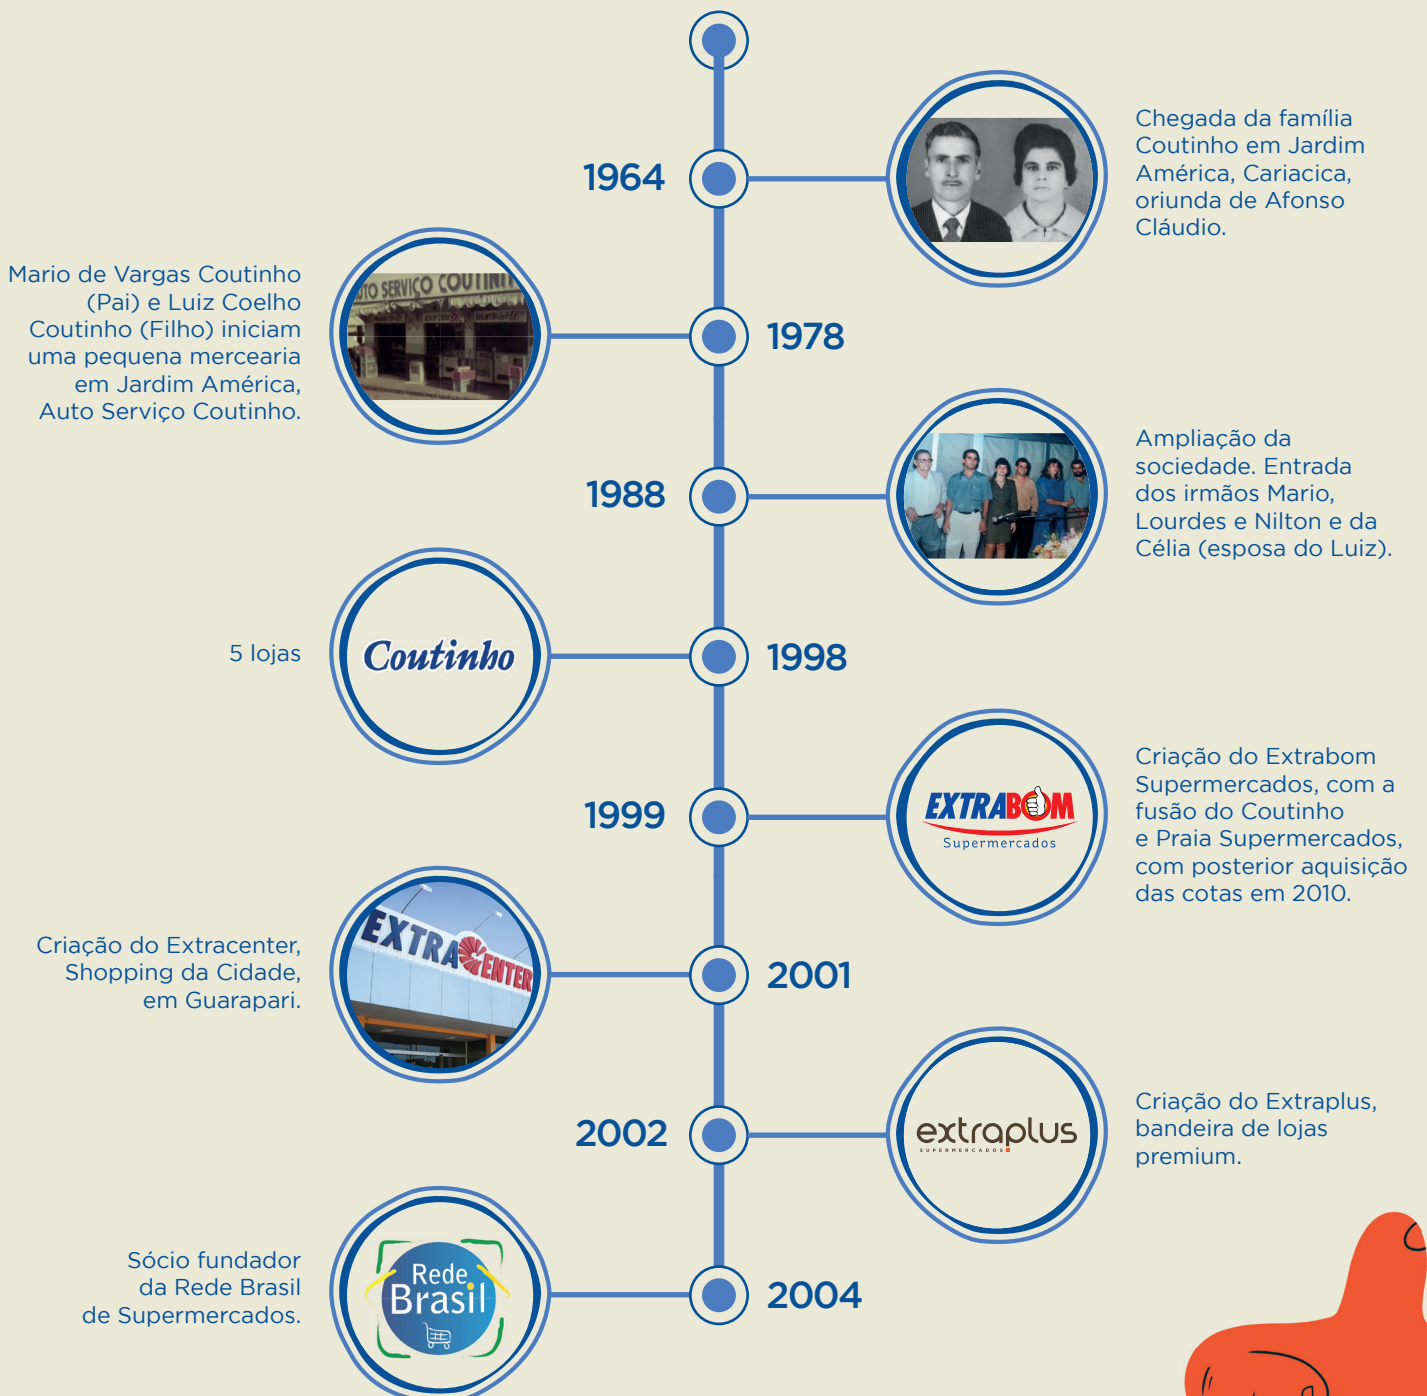 1964
Chegada da família
Coutinho em Jardim
América, Cariacica,
oriunda de Afonso
Cláudio.
Mario de Vargas Coutinho
(Pai) e Luiz Coelho
Coutinho (Filho) iniciam
uma pequena mercearia
em Jardim América,
Auto Serviço Coutinho.
SERVIÇO
1978
1988
Ampliação da
sociedade. Entrada
dos irmãos Mario,
Lourdes e Nilton e da
Célia (esposa do Luiz).
5 lojas
Coutinho
1998
1999
EXTRABOM
Supermercados
Criação do Extrabom
Supermercados, com a
fusão do Coutinho
e Praia Supermercados,
com posterior aquisição
das cotas em 2010.
Criação do Extracenter,
Shopping da Cidade,
em Guarapari.
EXTRACENTER
2001
2002
extraplus
SUPERMERCADOS
Criação do Extraplus,
bandeira de lojas
premium.
Sócio fundador
da Rede Brasil
de Supermercados.
Rede
Brasil
2004